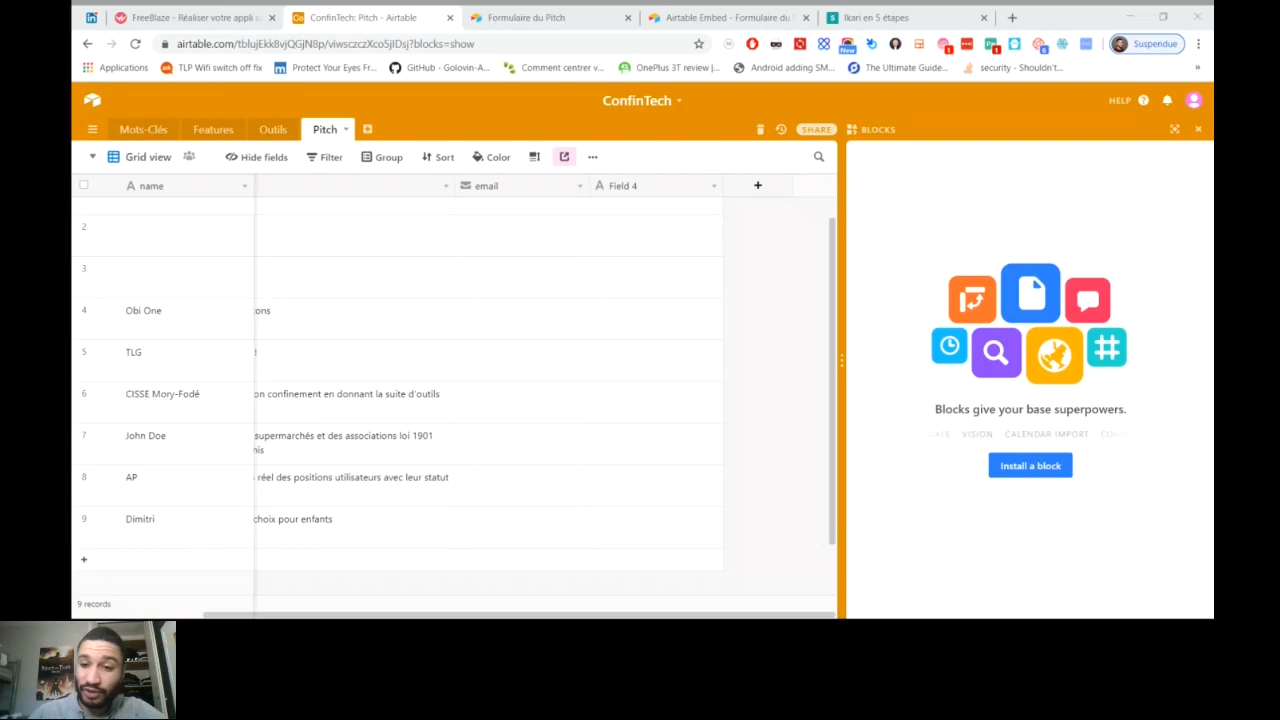 FreeBlaze - Réaliser votre appli s
ConfinTech: Pitch - Airtable
Formulaire du Pitch
Airtable Embed - Formulaire du
Ikari en 5 étapes
airtable.com/tblujEkk8vjQGjN8p/viwsczczXco5jIDsj?blocks=show
New
Suspendue
Applications
TLP Wifi switch off fix
Protect Your Eyes Fr...
GitHub - Golovin-A...
Comment centrer v...
OnePlus 3T review |...
Android adding SM...
The Ultimate Guide...
security - Shouldn't...
ConfinTech
HELP
Mots-Clés
Features
Outils
Pitch
SHARE
BLOCKS
Grid view
Hide fields
Filter
Group
Sort
Color
name
email
Field 4
2
3
4 Obi One
tons
5 TLG
!
6 CISSE Mory-Fodé
on confinement en donnant la suite d'outils
7 John Doe
supermarchés et des associations loi 1901
nis
8 AP
réel des positions utilisateurs avec leur statut
9 Dimitri
choix pour enfants
9 records
Blocks give your base superpowers.
VISION CALENDAR IMPORT
Install a block